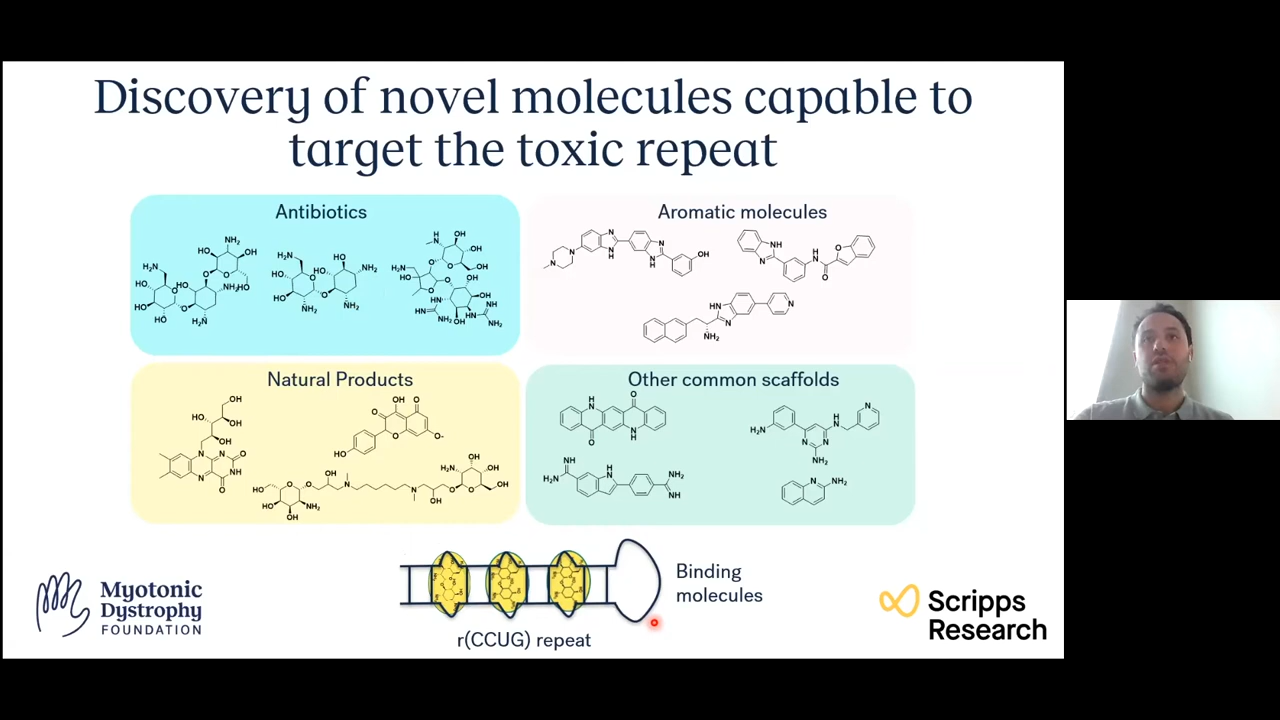 Discovery of novel molecules capable to
target the toxic repeat
Antibiotics
Aromatic molecules
Natural Products
Other common scaffolds
Binding
molecules
r(CCUG) repeat
Myotonic
Dystrophy
FOUNDATION
Scripps
Research